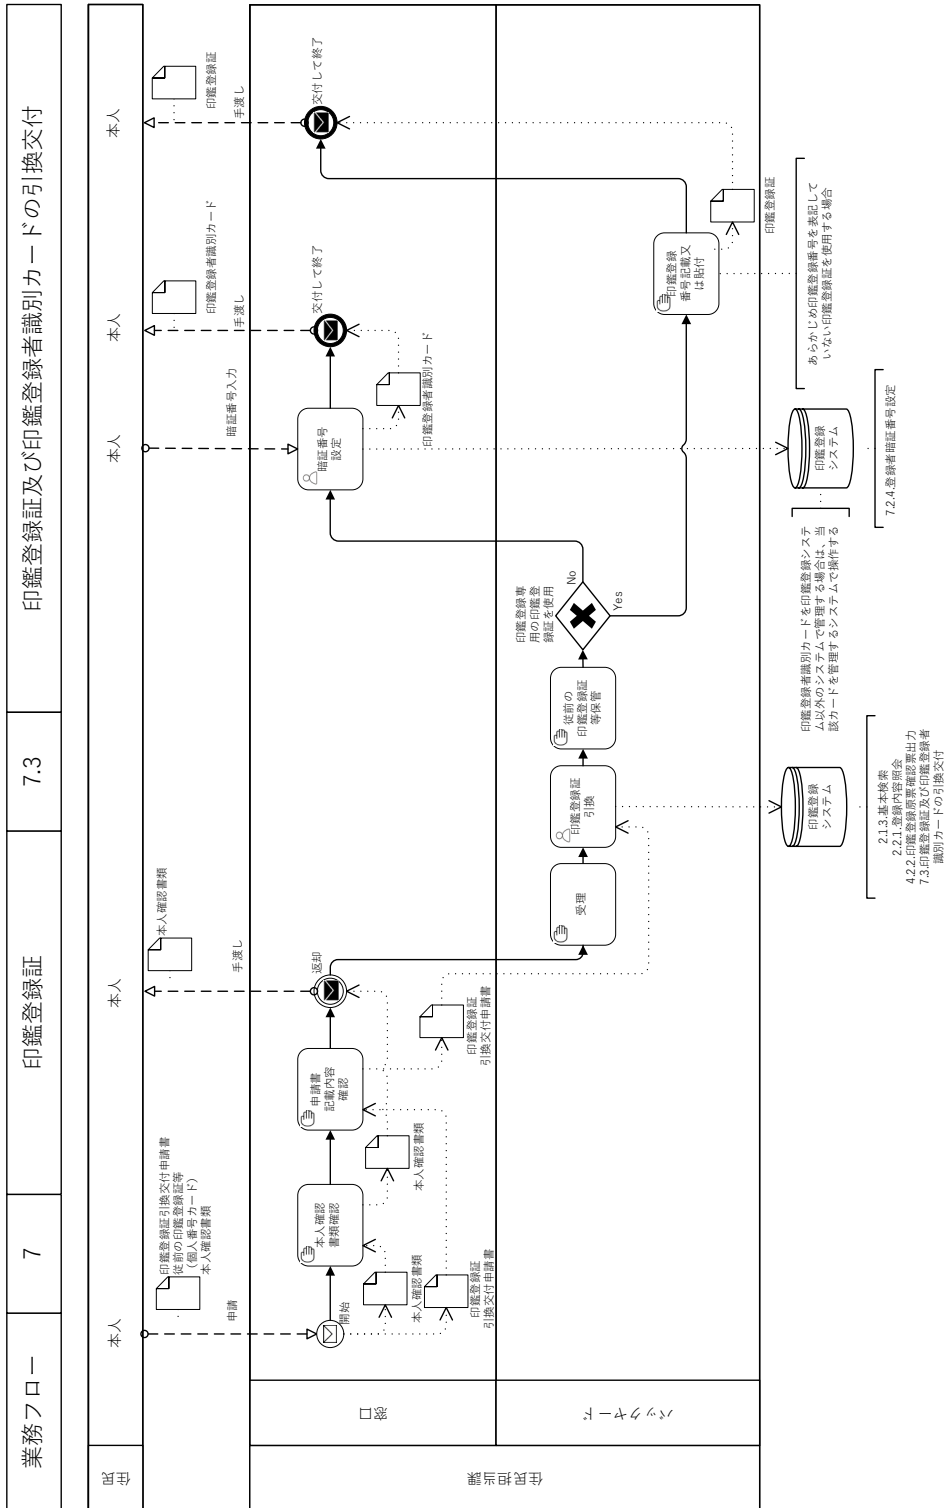 業務フロー
7
印鑑登録証
7.3
印鑑登録証及び印鑑登録者識別カードの引換交付
住民
本人
本人
本人
本人
本人
印鑑登録証引換交付申請書
従前の印鑑登録証等
（個人番号カード）
本人確認書類
申請
本人確認書類
手渡し
暗証番号入力
印鑑登録者識別カード
手渡し
印鑑登録証
手渡し
住民担当課
窓口
開始
本人確認書類
印鑑登録証
引換交付申請書
本人確認
書類確認
本人確認書類
申請書
記載内容
確認
印鑑登録証
引換交付申請書
返却
暗証番号
設定
印鑑登録者識別カード
交付して終了
交付して終了
バックヤード
受理
印鑑登録証
引換
従前の
印鑑登録証
等保管
印鑑登録専
用の印鑑登
録証を使用
No
Yes
印鑑登録
番号記載又
は貼付
印鑑登録証
印鑑登録
システム
2.1.3.基本検索
2.2.1.登録内容照会
4.2.2.印鑑登録原票確認票出力
7.3.印鑑登録証及び印鑑登録者
識別カードの引換交付
印鑑登録者識別カードを印鑑登録システ
ム以外のシステムで管理する場合は、当
該カードを管理するシステムで操作する
印鑑登録
システム
7.2.4.登録者暗証番号設定
あらかじめ印鑑登録番号を表記して
いない印鑑登録証を使用する場合